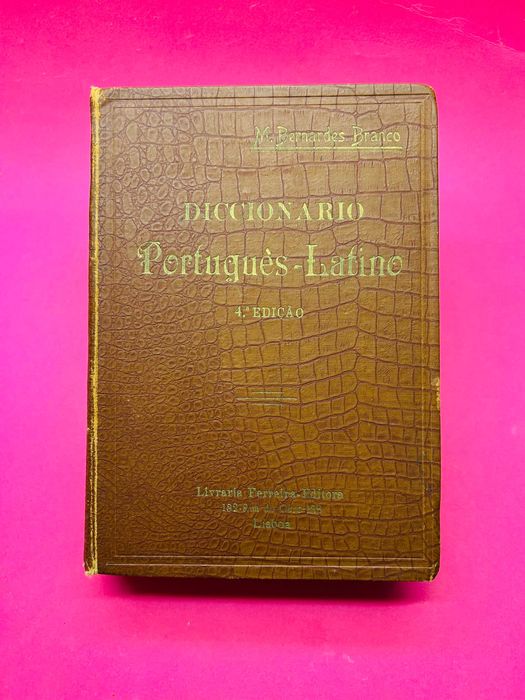 M. Bernardes-Branco
DICCIONARIO
Português-Latino
4.ª EDIÇÃO
Livraria Ferreira-Editora
Lisboa